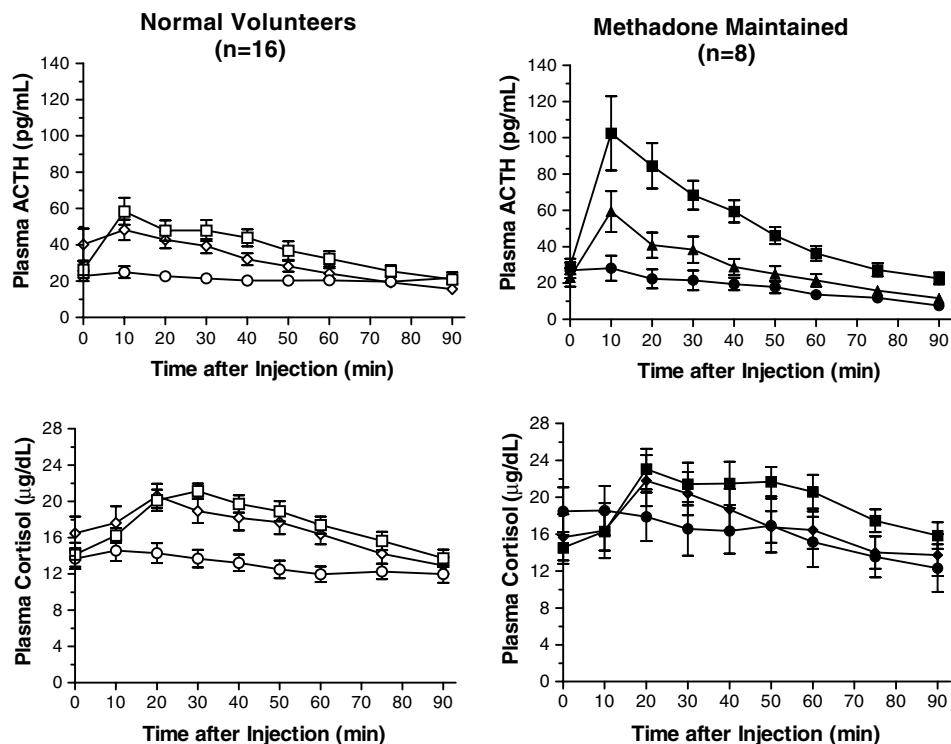 Normal Volunteers
(n=16)
140
120
100
80
60
40
20
0
Plasma ACTH (pg/mL)
0 10 20 30 40 50 60 70 80 90
Time after Injection (min)
Methadone Maintained
(n=8)
140
120
100
80
60
40
20
0
Plasma ACTH (pg/mL)
0 10 20 30 40 50 60 70 80 90
Time after Injection (min)
28
24
20
16
12
8
4
0
Plasma Cortisol (μg/dL)
0 10 20 30 40 50 60 70 80 90
Time after Injection (min)
28
24
20
16
12
8
4
0
Plasma Cortisol (μg/dL)
0 10 20 30 40 50 60 70 80 90
Time after Injection (min)